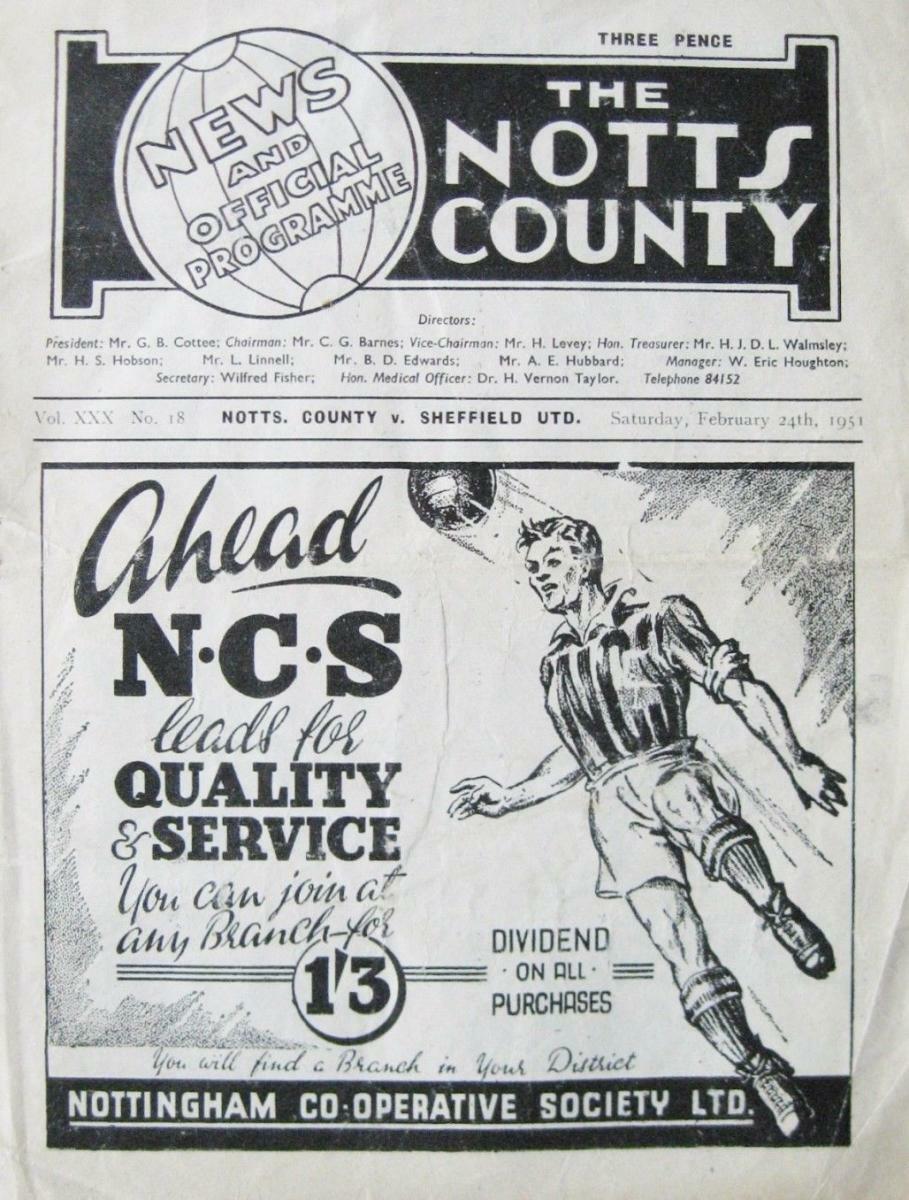 THREE PENCE
NEWS
AND
OFFICIAL
PROGRAMME
THE
NOTTS
COUNTY
Directors:
President: Mr. G. B. Cottee; Chairman: Mr. C. G. Barnes; Vice-Chairman: Mr. H. Levey; Hon. Treasurer: Mr. H. J. D. L. Walmsley;
Mr. H. S. Hobson; Mr. L. Linnell; Mr. B. D. Edwards; Mr. A. E. Hubbard; Manager: W. Eric Houghton;
Secretary: Wilfred Fisher; Hon. Medical Officer: Dr. H. Vernon Taylor. Telephone 84152
Vol. XXX No. 18 NOTTS. COUNTY v. SHEFFIELD UTD. Saturday, February 24th, 1951
Ahead
N·C·S
leads for
QUALITY
& SERVICE
You can join at
any Branch for
1'3
DIVIDEND
· ON ALL ·
PURCHASES
You will find a Branch in Your District
NOTTINGHAM CO-OPERATIVE SOCIETY LTD.